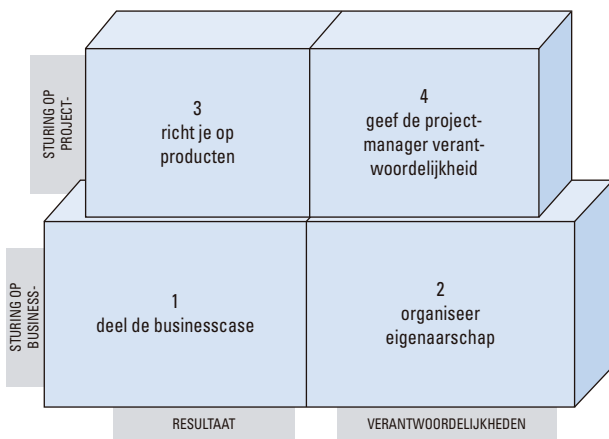 STURING OP
PROJECT-
3
richt je op
producten
4
geef de project-
manager verant-
woordelijkheid
STURING OP
BUSINESS-
1
deel de businesscase
2
organiseer
eigenaarschap
RESULTAAT
VERANTWOORDELIJKHEDEN